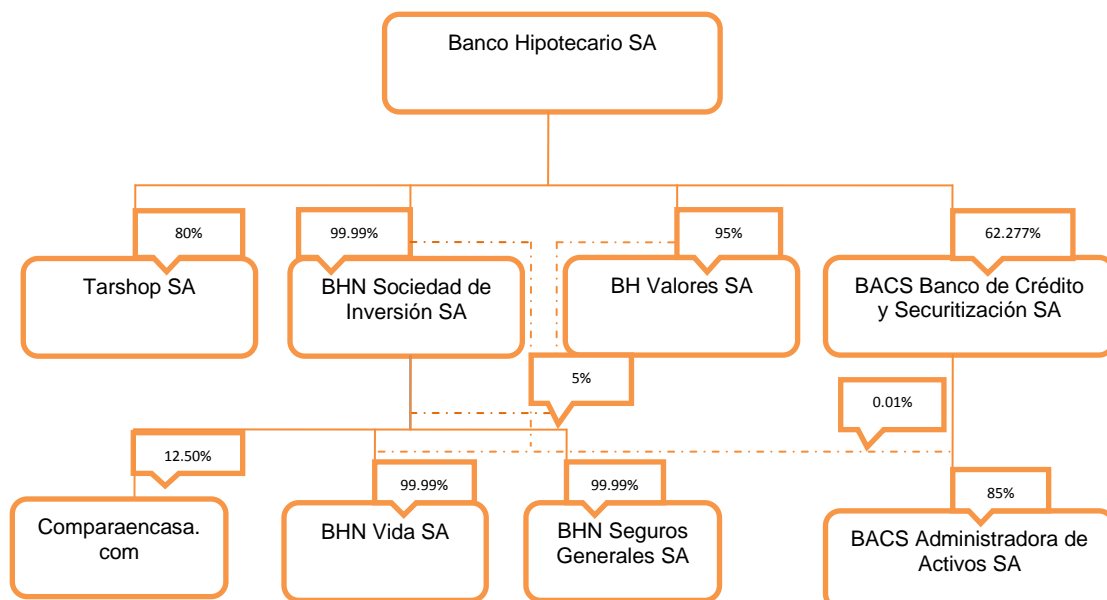 Banco Hipotecario SA
80%
99.99%
95%
62.277%
Tarshop SA
BHN Sociedad de
Inversión SA
BH Valores SA
BACS Banco de Crédito
y Securitización SA
5%
0.01%
12.50%
99.99%
99.99%
85%
Comparaencasa.
com
BHN Vida SA
BHN Seguros
Generales SA
BACS Administradora de
Activos SA